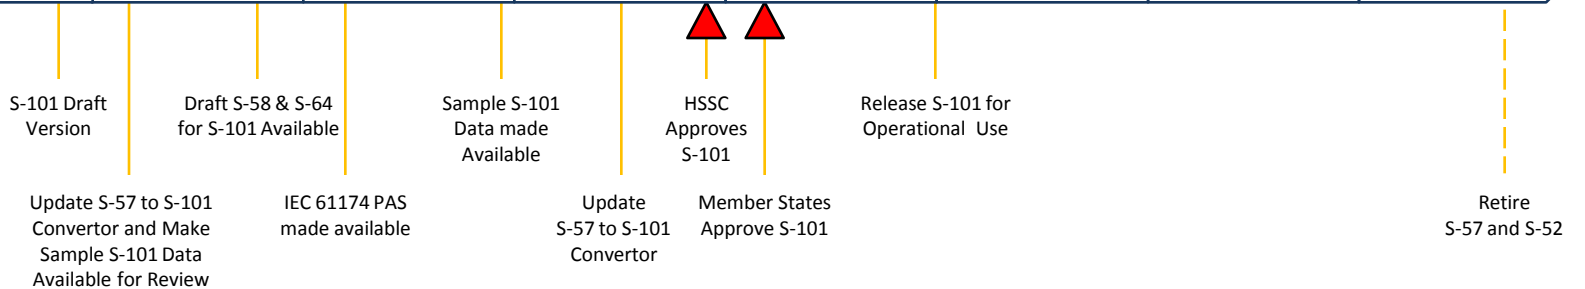 S-101 Draft
Version
Draft S-58 & S-64
for S-101 Available
Sample S-101
Data made
Available
HSSC
Approves
S-101
Release S-101 for
Operational Use
Update S-57 to S-101
Convertor and Make
Sample S-101 Data
Available for Review
IEC 61174 PAS
made available
Update
S-57 to S-101
Convertor
Member States
Approve S-101
Retire
S-57 and S-52